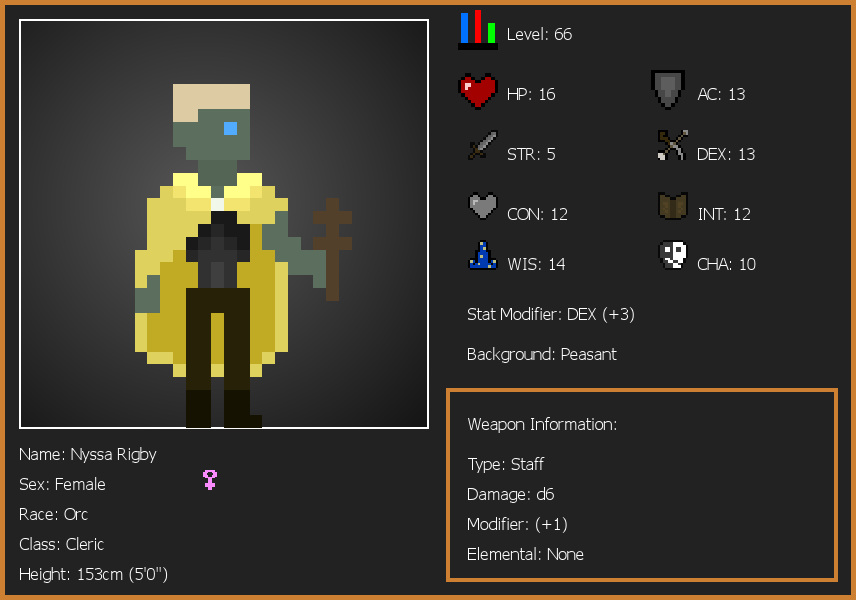 Level: 66
HP: 16
AC: 13
STR: 5
DEX: 13
CON: 12
INT: 12
WIS: 14
CHA: 10
Stat Modifier: DEX (+3)
Background: Peasant
Weapon Information:
Type: Staff
Damage: d6
Modifier: (+1)
Elemental: None
Name: Nyssa Rigby
Sex: Female
Race: Orc
Class: Cleric
Height: 153cm (5'0")